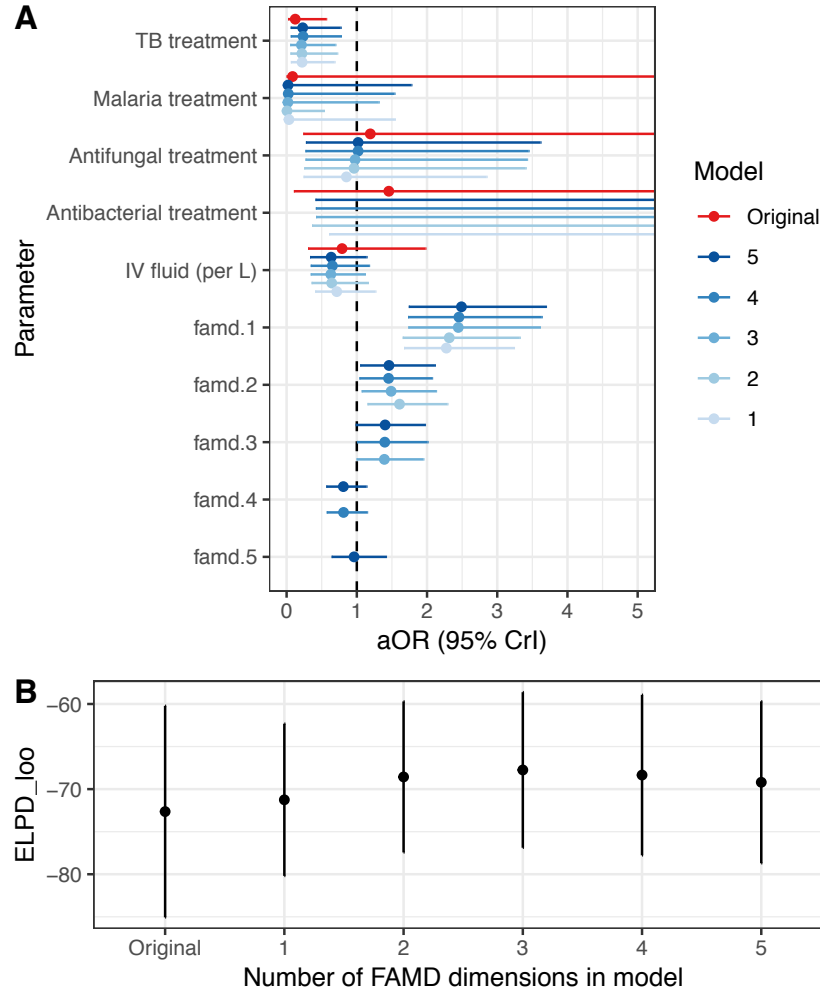 A
TB treatment
Malaria treatment
Antifungal treatment
Antibacterial treatment
IV fluid (per L)
famd.1
famd.2
famd.3
famd.4
famd.5
Parameter
0 1 2 3 4 5
aOR (95% CrI)
Model
Original
5
4
3
2
1
B
−60
−70
−80
ELPD_loo
Original 1 2 3 4 5
Number of FAMD dimensions in model